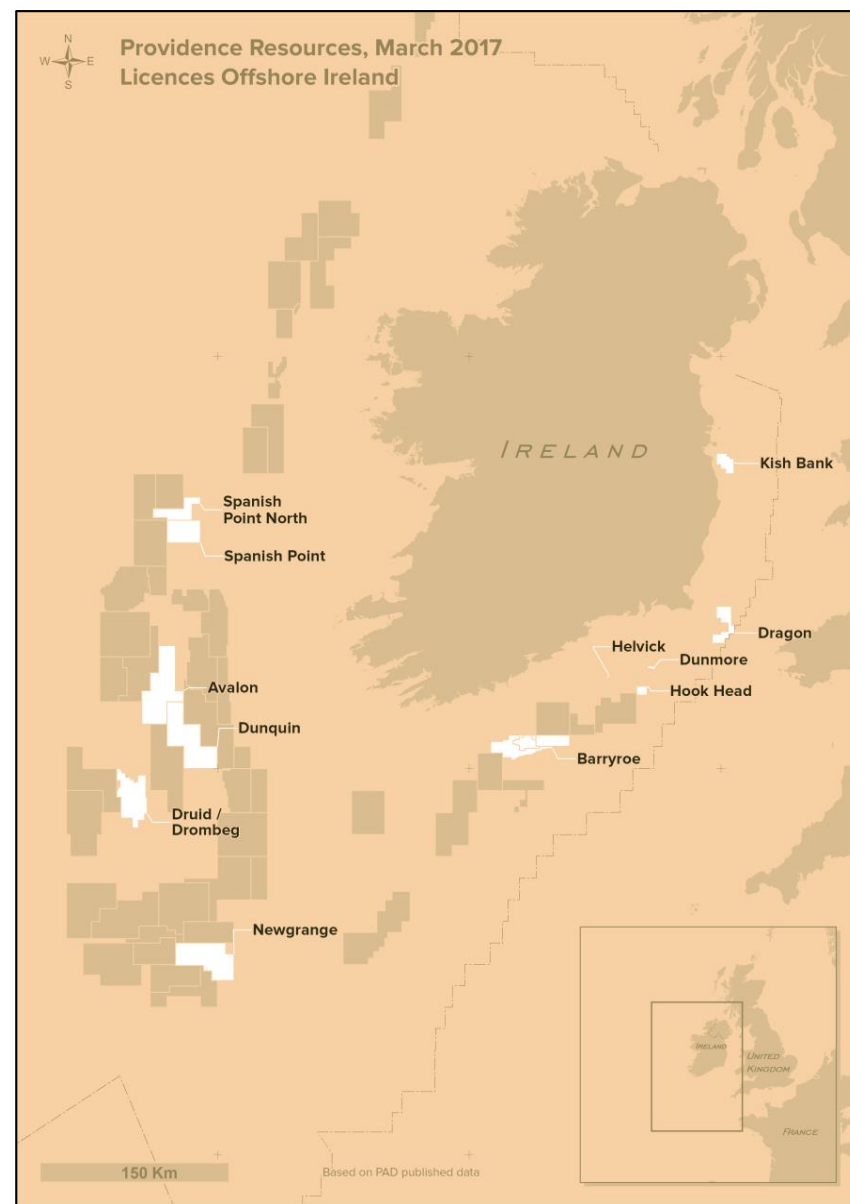 N
W E
S
Providence Resources, March 2017
Licences Offshore Ireland
IRELAND
Kish Bank
Spanish
Point North
Spanish Point
Dragon
Helvick
Dunmore
Avalon
Hook Head
Dunquin
Barryroe
Druid /
Drombeg
Newgrange
IRELAND
UNITED
KINGDOM
FRANCE
150 Km
Based on PAD published data